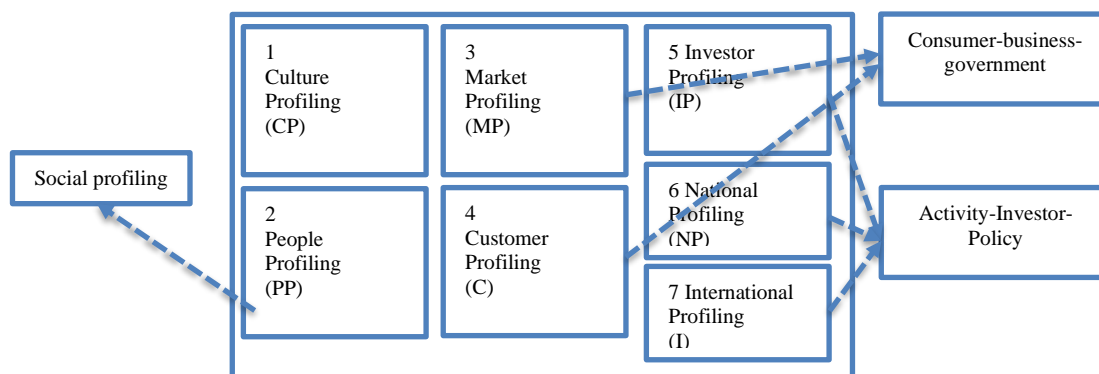 Social profiling
1
Culture
Profiling
(CP)
2
People
Profiling
(PP)
3
Market
Profiling
(MP)
4
Customer
Profiling
(C)
5 Investor
Profiling
(IP)
6 National
Profiling
(NP)
7 International
Profiling
(I)
Consumer-business-
government
Activity-Investor-
Policy